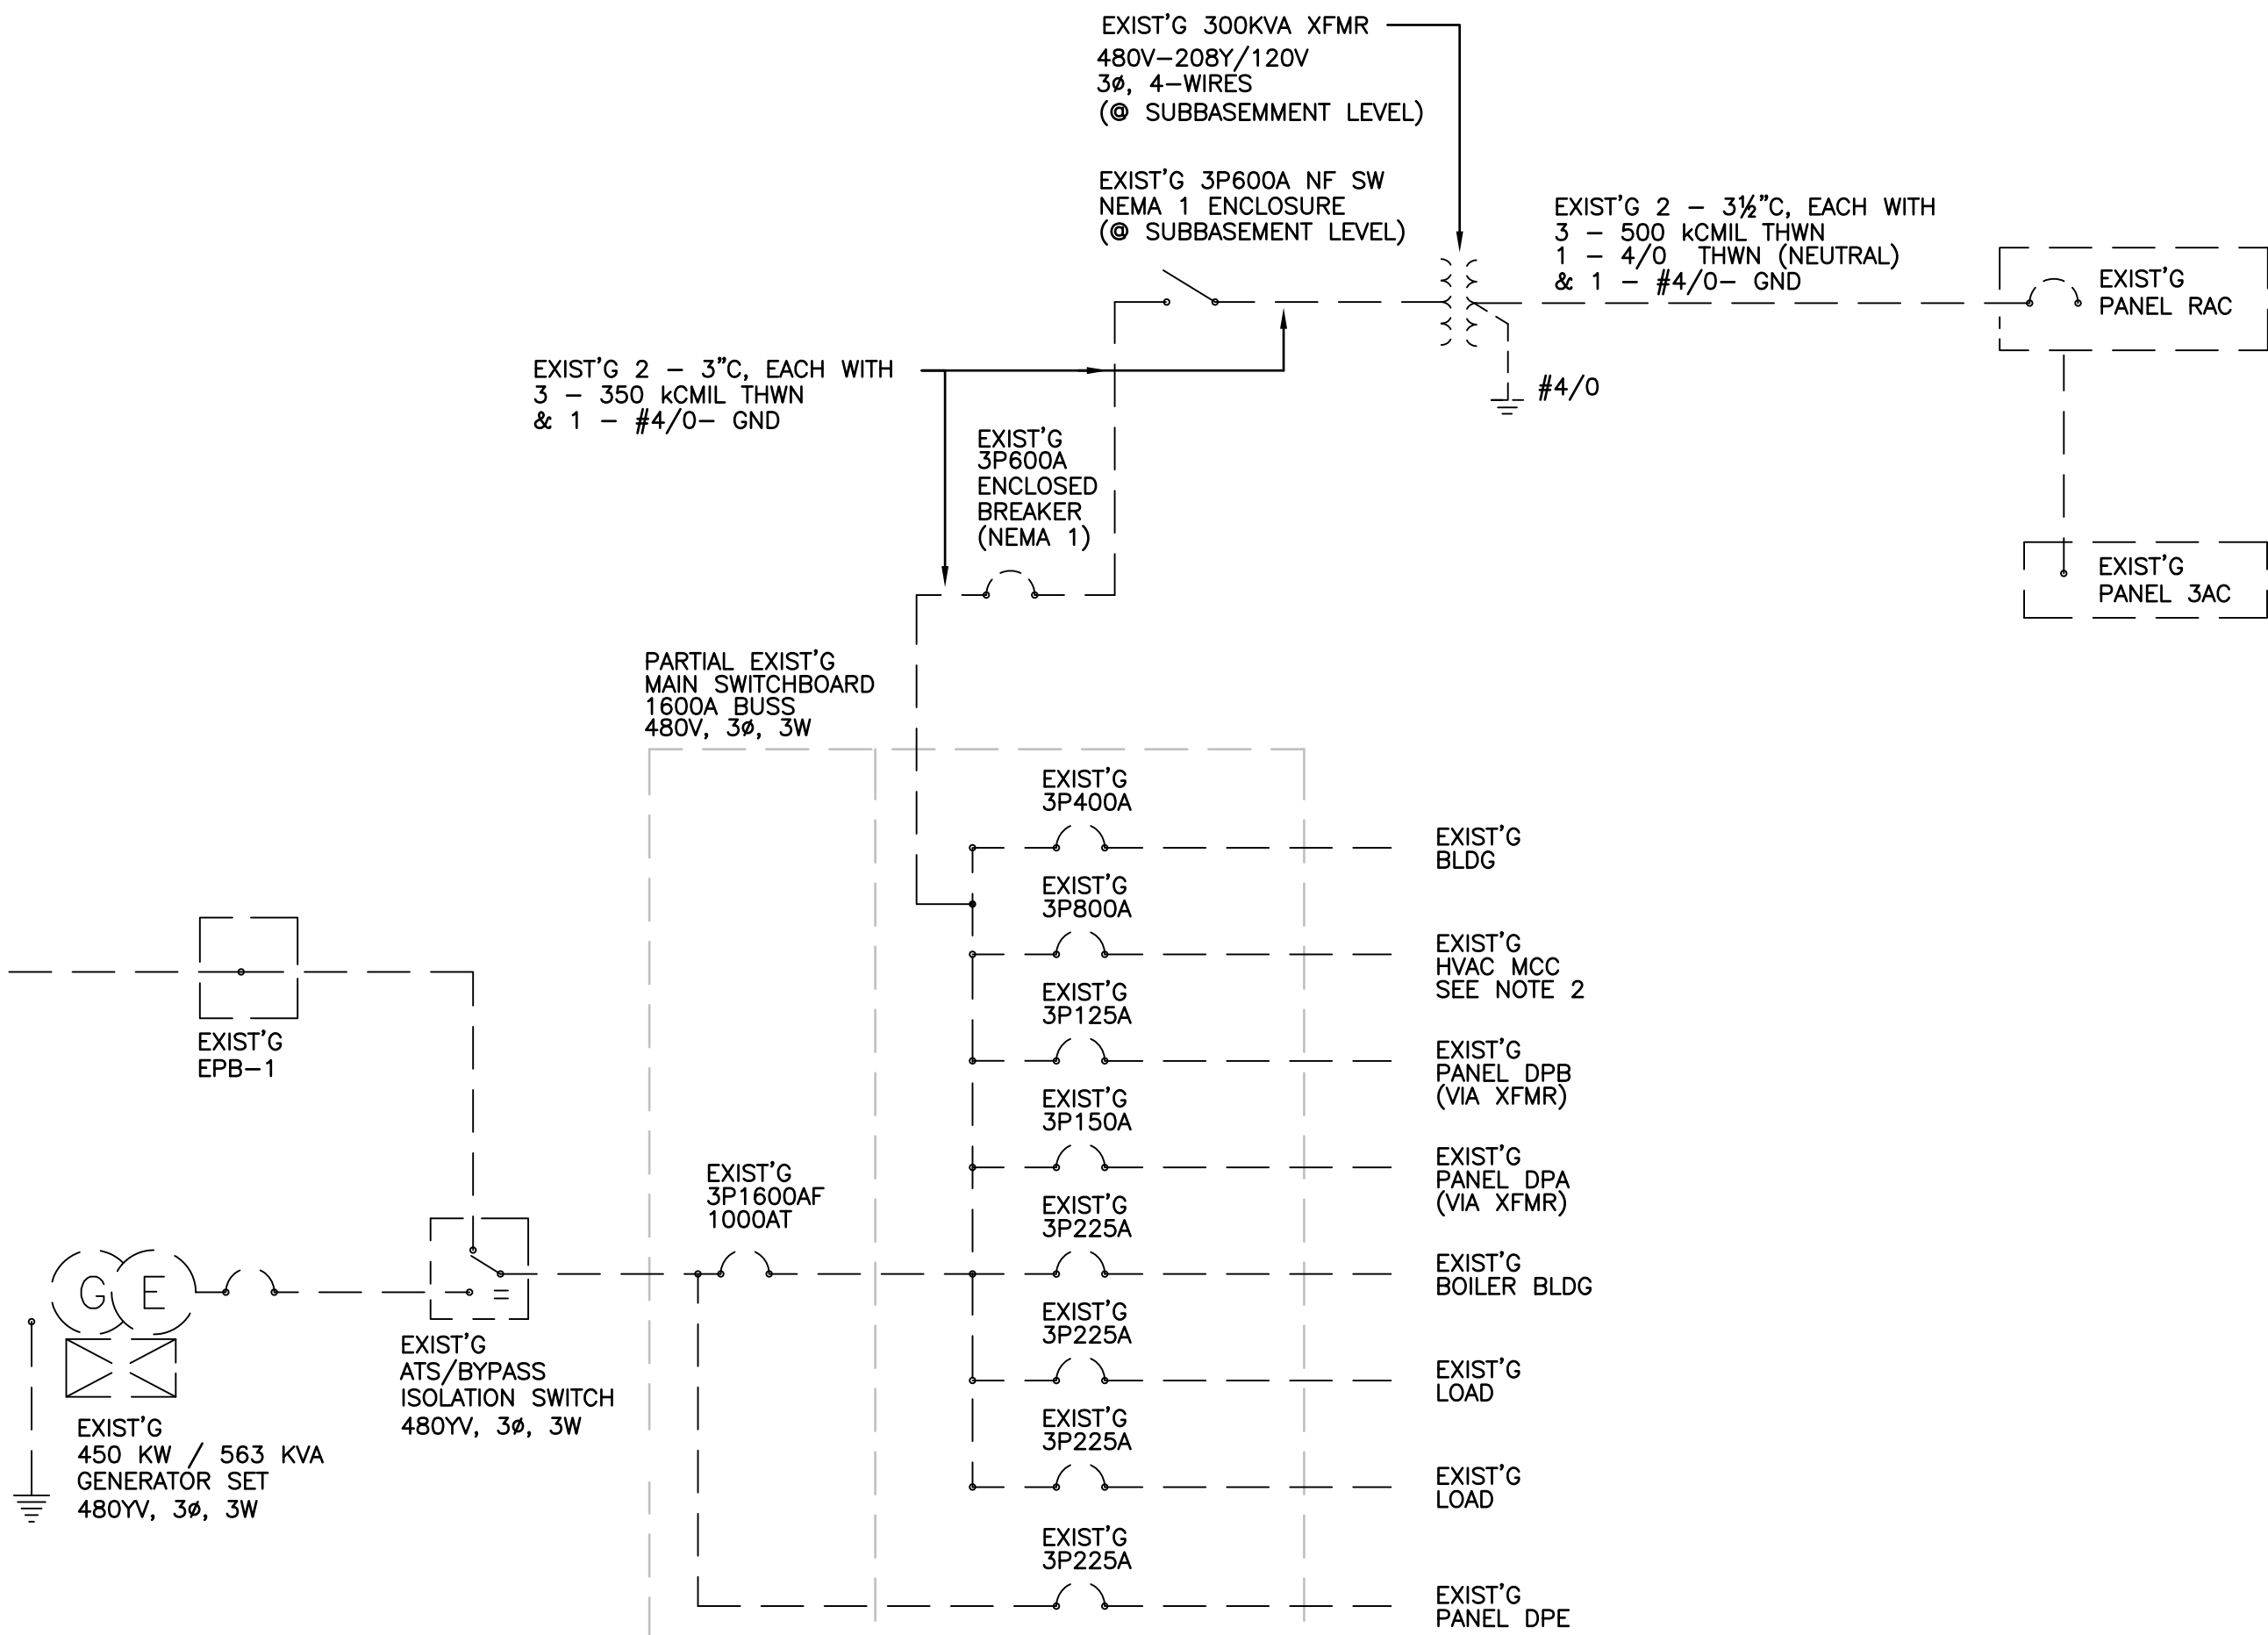 EXIST'G 300KVA XFMR
480V-208Y/120V
3ø, 4-WIRES
(@ SUBBASEMMENT LEVEL)
EXIST'G 3P600A NF SW
NEMA 1 ENCLOSURE
(@ SUBBASEMENT LEVEL)
EXIST'G 2 - 3½"C, EACH WITH
3 - 500 kCMIL THWN
1 - 4/0 THWN (NEUTRAL)
& 1 - #4/0- GND
EXIST'G
PANEL RAC
#4/0
EXIST'G 2 - 3"C, EACH WITH
3 - 350 kCMIL THWN
& 1 - #4/0- GND
EXIST'G
3P600A
ENCLOSED
BREAKER
(NEMA 1)
EXIST'G
PANEL 3AC
PARTIAL EXIST'G
MAIN SWITCHBOARD
1600A BUSS
480V, 3ø, 3W
EXIST'G
3P400A
EXIST'G
BLDG
EXIST'G
3P800A
EXIST'G
HVAC MCC
SEE NOTE 2
EXIST'G
3P125A
EXIST'G
PANEL DPB
(VIA XFMR)
EXIST'G
EPB-1
EXIST'G
3P150A
EXIST'G
PANEL DPA
(VIA XFMR)
EXIST'G
3P1600AF
1000AT
EXIST'G
3P225A
EXIST'G
BOILER BLDG
G E
EXIST'G
ATS/BYPASS
ISOLATION SWITCH
480YV, 3ø, 3W
EXIST'G
3P225A
EXIST'G
LOAD
EXIST'G
450 KW / 563 KVA
GENERATOR SET
480YV, 3ø, 3W
EXIST'G
3P225A
EXIST'G
LOAD
EXIST'G
3P225A
EXIST'G
PANEL DPE